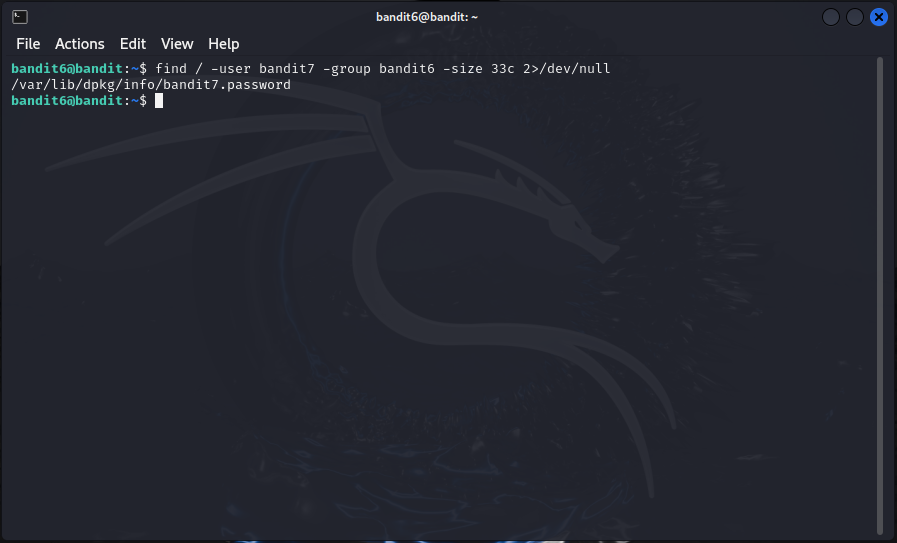 bandit6@bandit: ~
File Actions Edit View Help
bandit6@bandit:~$ find / -user bandit7 -group bandit6 -size 33c 2>/dev/null
/var/lib/dpkg/info/bandit7.password
bandit6@bandit:~$